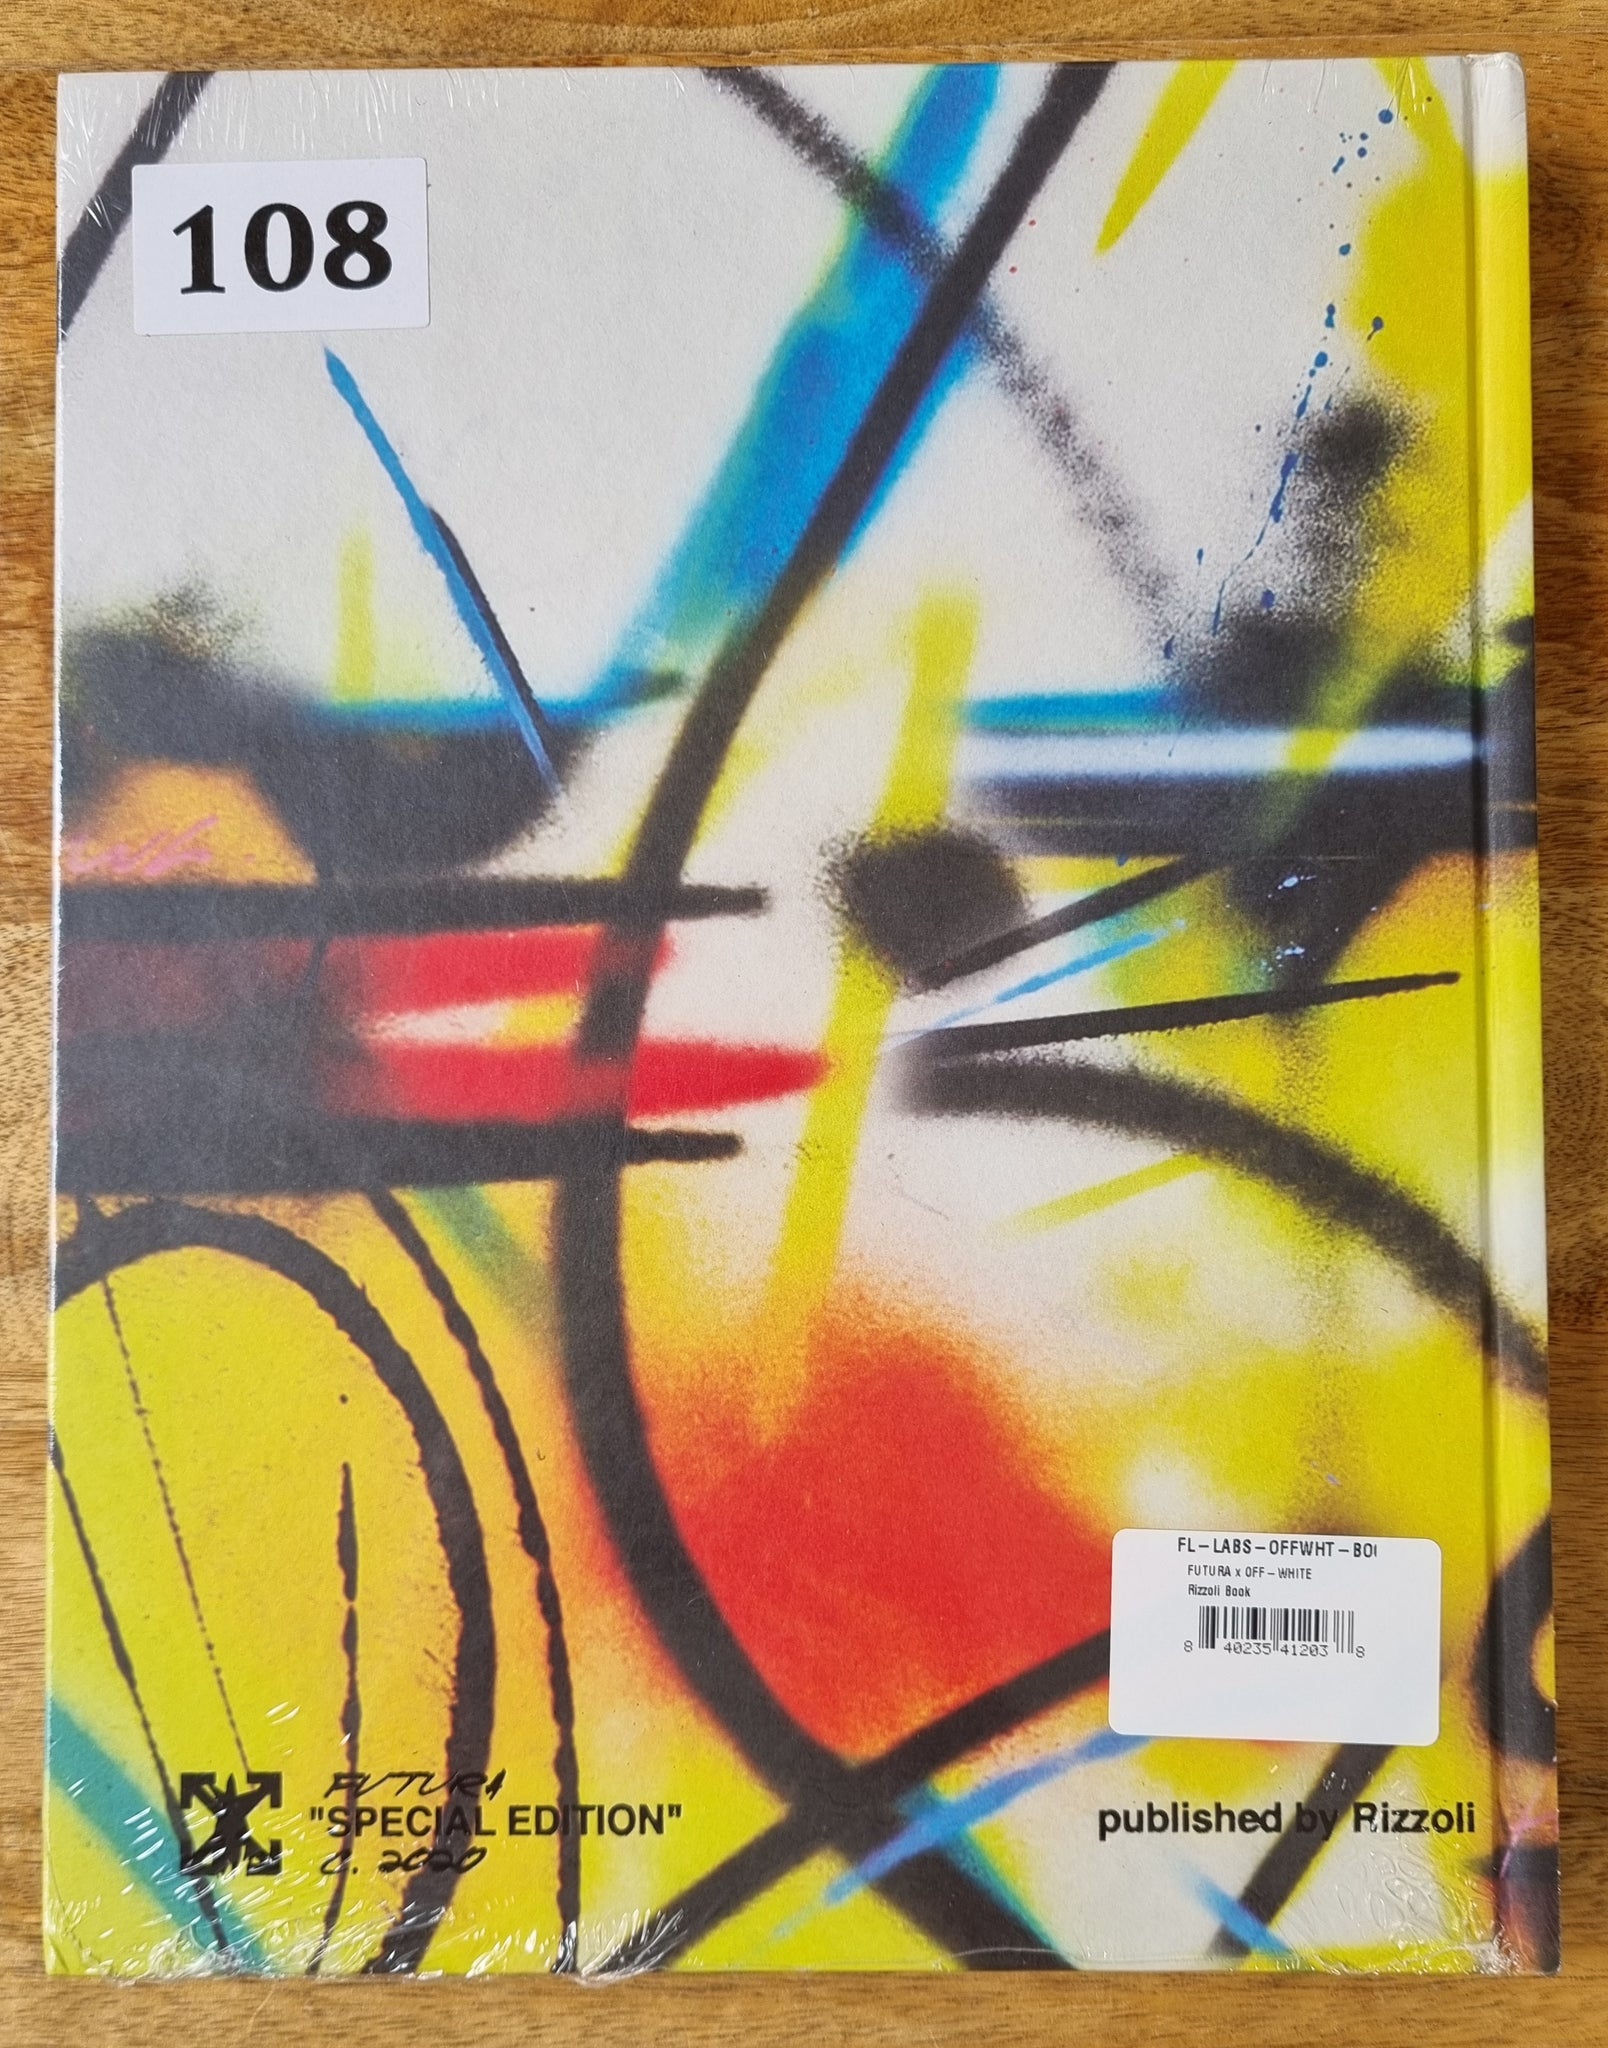 108
FL-LABS-OFFWHT-BO
FUTURA x OFF-WHITE
Rizzoli Book
8 40235 41203 8
FUTURA
"SPECIAL EDITION"
C. 2020
published by Rizzoli